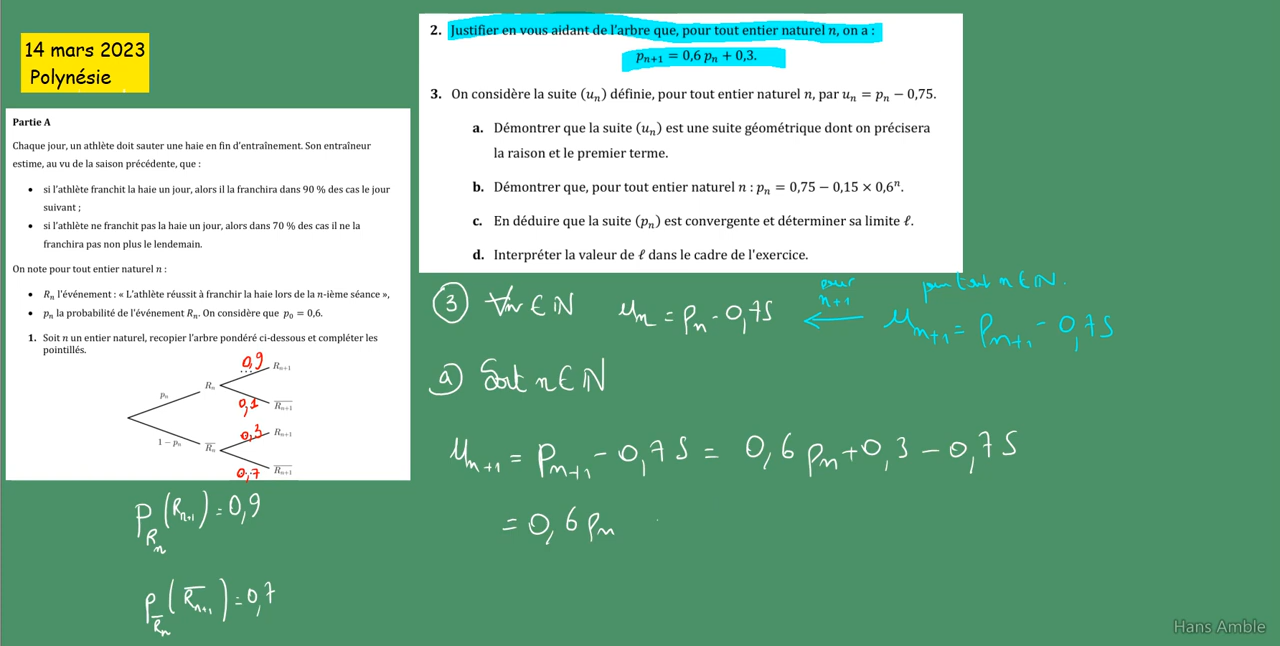 14 mars 2023
Polynésie
Partie A
Chaque jour, un athlète doit sauter une haie en fin d'entraînement. Son entraîneur
estime, au vu de la saison précédente, que :
• si l'athlète franchit la haie un jour, alors il la franchira dans 90 % des cas le jour
suivant ;
• si l'athlète ne franchit pas la haie un jour, alors dans 70 % des cas il ne la
franchira pas non plus le lendemain.
On note pour tout entier naturel n :
• Rₙ l'événement : « L'athlète réussit à franchir la haie lors de la n-ième séance »,
• pₙ la probabilité de l'événement Rₙ. On considère que p₀ = 0,6.
1. Soit n un entier naturel, recopier l'arbre pondéré ci-dessous et compléter les
pointillés.
0,9 Rₙ₊₁
pₙ Rₙ
0,1 R̅ₙ₊₁
0,3 Rₙ₊₁
1 − pₙ R̅ₙ
0,7 R̅ₙ₊₁
P_Rₙ(Rₙ₊₁) = 0,9
P_R̅ₙ(R̅ₙ₊₁) = 0,7
2. Justifier en vous aidant de l'arbre que, pour tout entier naturel n, on a :
pₙ₊₁ = 0,6 pₙ + 0,3.
3. On considère la suite (uₙ) définie, pour tout entier naturel n, par uₙ = pₙ − 0,75.
a. Démontrer que la suite (uₙ) est une suite géométrique dont on précisera
la raison et le premier terme.
b. Démontrer que, pour tout entier naturel n : pₙ = 0,75 − 0,15 × 0,6ⁿ.
c. En déduire que la suite (pₙ) est convergente et déterminer sa limite ℓ.
d. Interpréter la valeur de ℓ dans le cadre de l'exercice.
3 ∀n ∈ ℕ uₙ = pₙ - 0,75
pour n+1
pour tout n ∈ ℕ.
uₙ₊₁ = pₙ₊₁ - 0,75
a) Soit n ∈ ℕ
uₙ₊₁ = pₙ₊₁ - 0,75 = 0,6 pₙ + 0,3 - 0,75
= 0,6 pₙ
Hans Amble